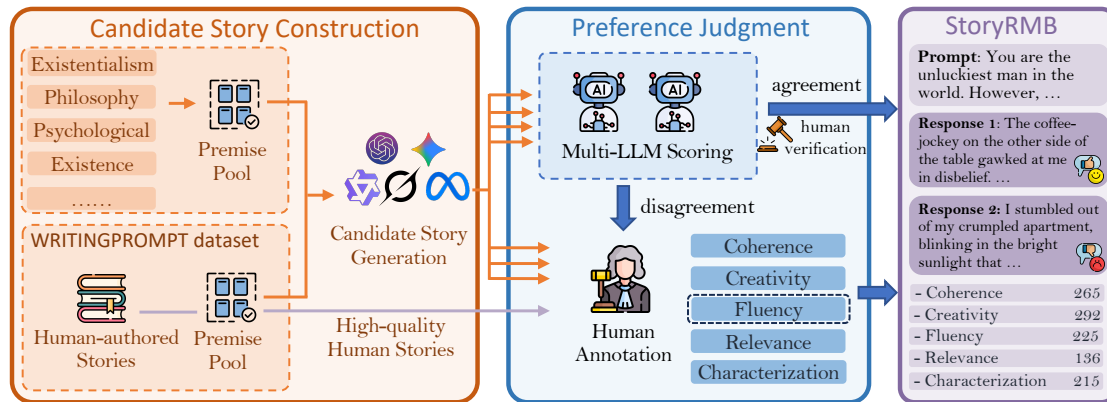 Candidate Story Construction
Existentialism
Philosophy
Psychological
Existence
……
Premise
Pool
WRITINGPROMPT dataset
Human-authored
Stories
Premise
Pool
Candidate Story
Generation
High-quality
Human Stories
Preference Judgment
AI
AI
Multi-LLM Scoring
agreement
human
verification
disagreement
Human
Annotation
Coherence
Creativity
Fluency
Relevance
Characterization
StoryRMB
Prompt: You are the
unluckiest man in the
world. However, …
Response 1: The coffee-
jockey on the other side of
the table gawked at me
in disbelief. …
Response 2: I stumbled out
of my crumpled apartment,
blinking in the bright
sunlight that …
- Coherence 265
- Creativity 292
- Fluency 225
- Relevance 136
- Characterization 215